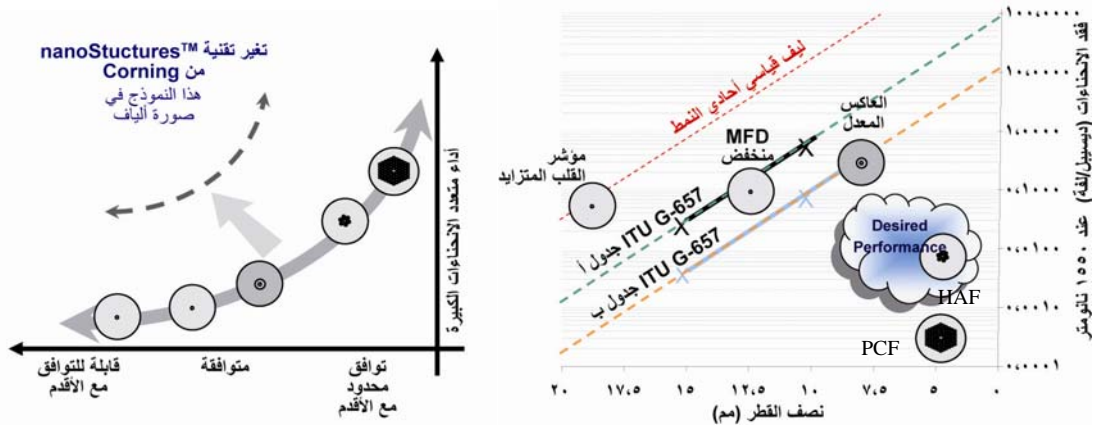 تغير تقنية nanoStuctures™
من Corning
هذا النموذج في
صورة ألياف
أداء متعدد الانحناءات الكبيرة
توافق
محدود
مع الأقدم
متوافقة
قابلة للتوافق
مع الأقدم
فقد الانحناءات (ديسيبل/لفة) عند ١٥٥٠ نانومتر
١٠٠,٠٠٠٠
١٠,٠٠٠٠
١,٠٠٠٠
٠,١٠٠٠
٠,٠١٠٠
٠,٠٠١٠
٠,٠٠٠١
ليف قياسي أحادي النمط
العاكس
المعدل
MFD
منخفض
مؤشر
القلب المتزايد
ITU G-657 جدول أ
ITU G-657 جدول ب
Desired
Performance
HAF
PCF
٢٠ ١٧,٥ ١٥ ١٢,٥ ١٠ ٧,٥ ٥ ٠
نصف القطر (مم)